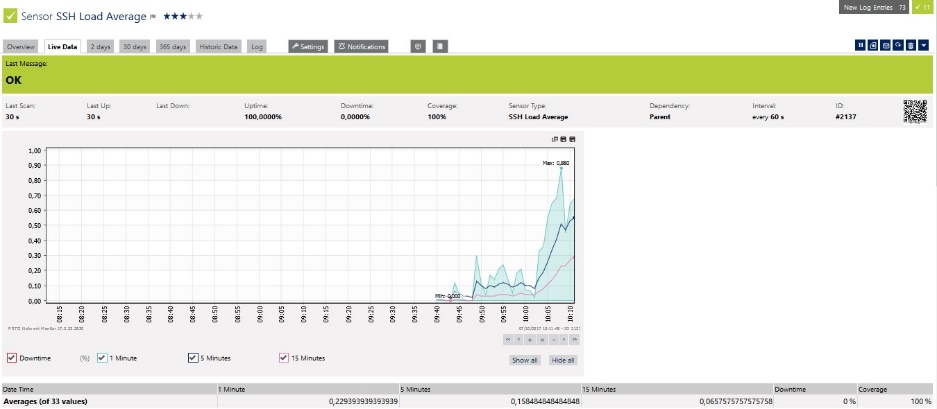 New Log Entries 73 11
Sensor SSH Load Average
Overview Live Data 2 days 30 days 365 days Historic Data Log Settings Notifications
Last Message:
OK
Last Scan: Last Up: Last Down: Uptime: Downtime: Coverage: Sensor Type: Dependency: Interval: ID:
30 s 30 s 100,0000% 0,0000% 100% SSH Load Average Parent every 60 s #2137
1,00
Max: 0,880
0,90
0,80
0,70
0,60
0,50
0,40
0,30
0,20
0,10
Min: 0,000
0,00
08:15 08:20 08:25 08:30 08:35 08:40 08:45 08:50 08:55 09:00 09:05 09:10 09:15 09:20 09:25 09:30 09:35 09:40 09:45 09:50 09:55 10:00 10:05 10:10
PRTG Network Monitor
Downtime (%) 1 Minute 5 Minutes 15 Minutes Show all Hide all
Date Time 1 Minute 5 Minutes 15 Minutes Downtime Coverage
Averages (of 33 values) 0,229393939393939 0,158484848484848 0,0657575757575758 0 % 100 %